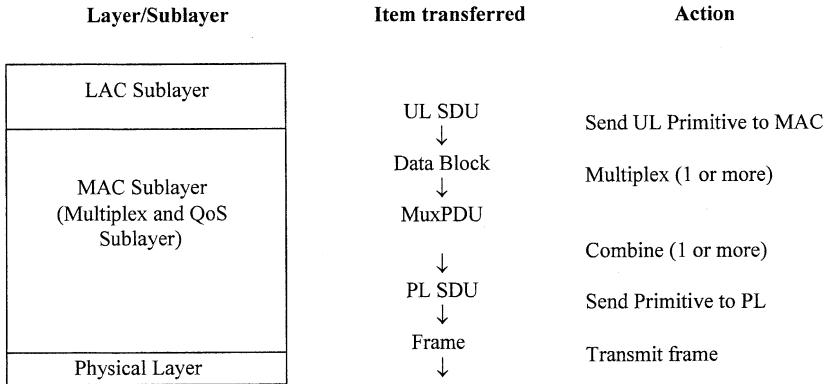 Layer/Sublayer Item transferred Action
LAC Sublayer
UL SDU
↓
Send UL Primitive to MAC
Data Block
↓
Multiplex (1 or more)
MAC Sublayer
(Multiplex and QoS
Sublayer)
MuxPDU
↓
Combine (1 or more)
PL SDU
↓
Send Primitive to PL
Frame
↓
Transmit frame
Physical Layer